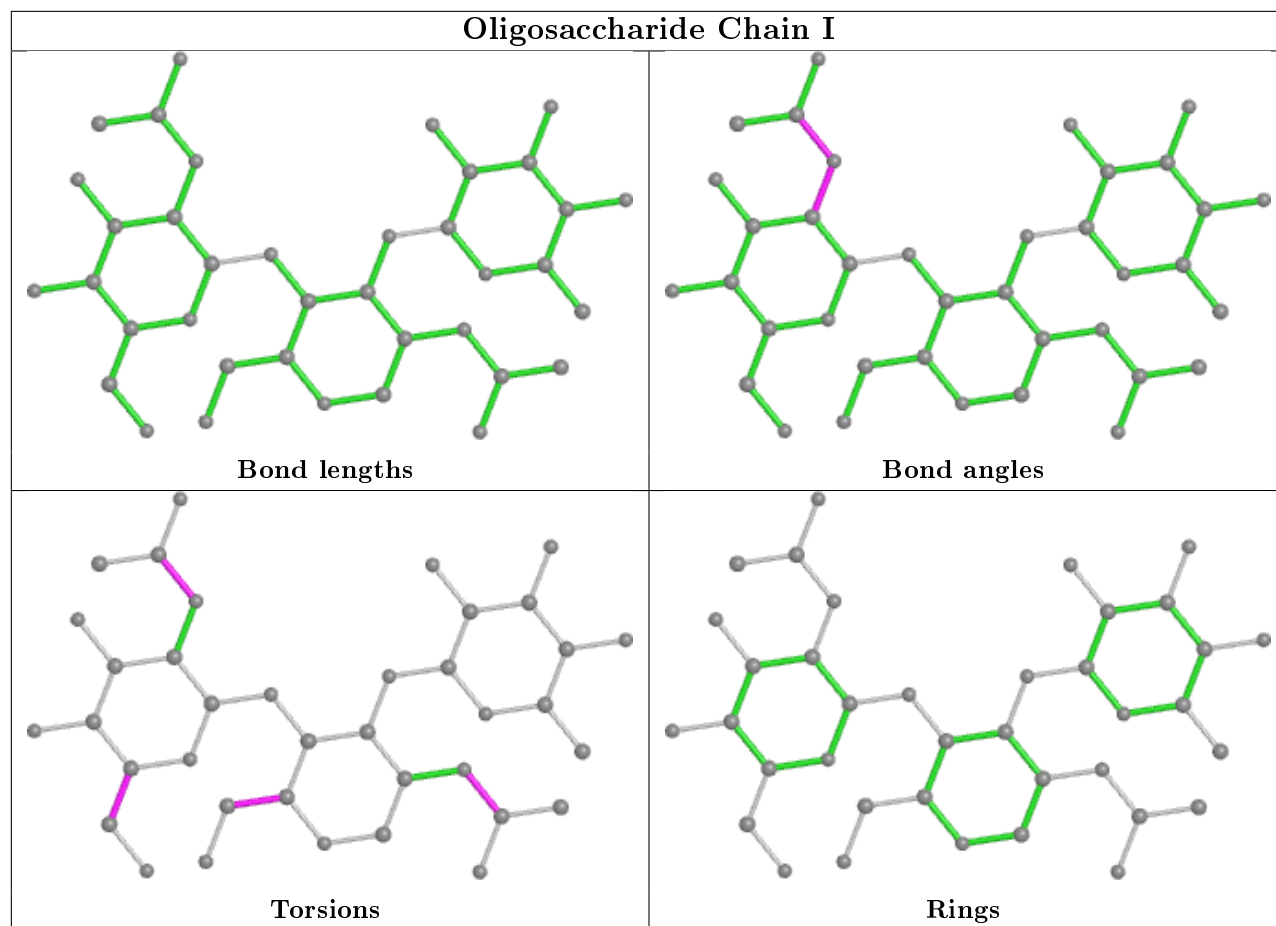 Oligosaccharide Chain I
Bond lengths
Bond angles
Torsions
Rings